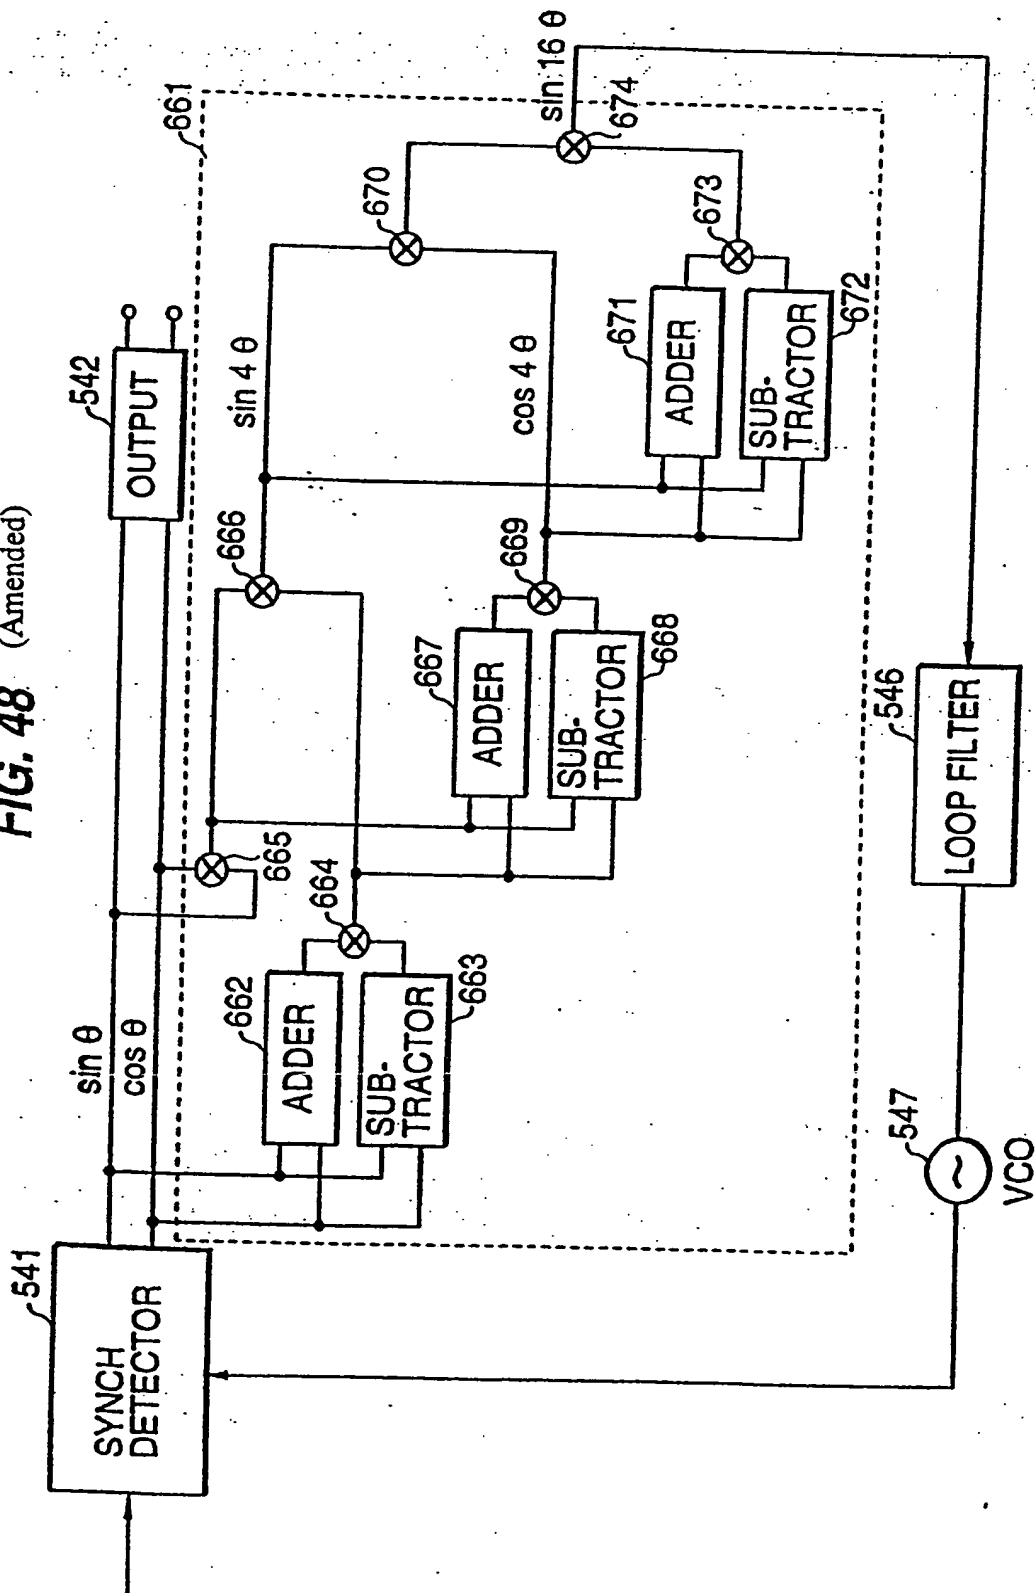 FIG. 48 (Amended)
541
SYNCH
DETECTOR
sin θ
cos θ
542
OUTPUT
661
662
ADDER
SUB-
TRACTOR
663
664
665
666
sin 4 θ
667
ADDER
SUB-
TRACTOR
668
669
cos 4 θ
670
671
ADDER
SUB-
TRACTOR
672
673
674
sin 16 θ
546
LOOP FILTER
547
~
VCO